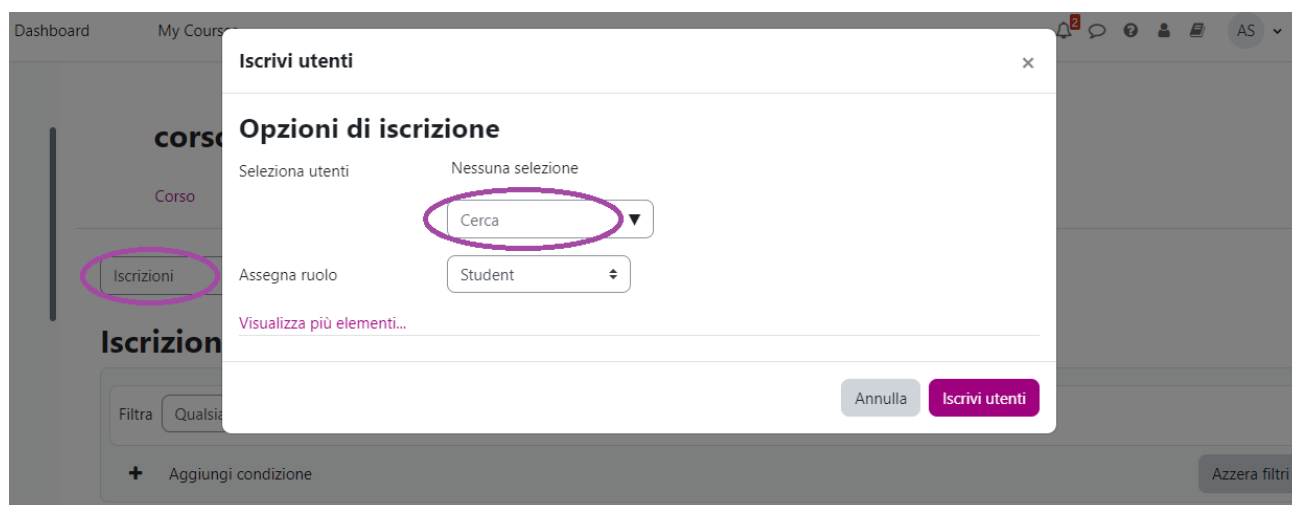 Dashboard My Courses 2 AS
Iscrivi utenti ×
corso
Opzioni di iscrizione
Seleziona utenti Nessuna selezione
Corso
Cerca
Iscrizioni
Assegna ruolo Student
Visualizza più elementi...
Iscrizion
Annulla Iscrivi utenti
Filtra Qualsia
Aggiungi condizione Azzera filtri